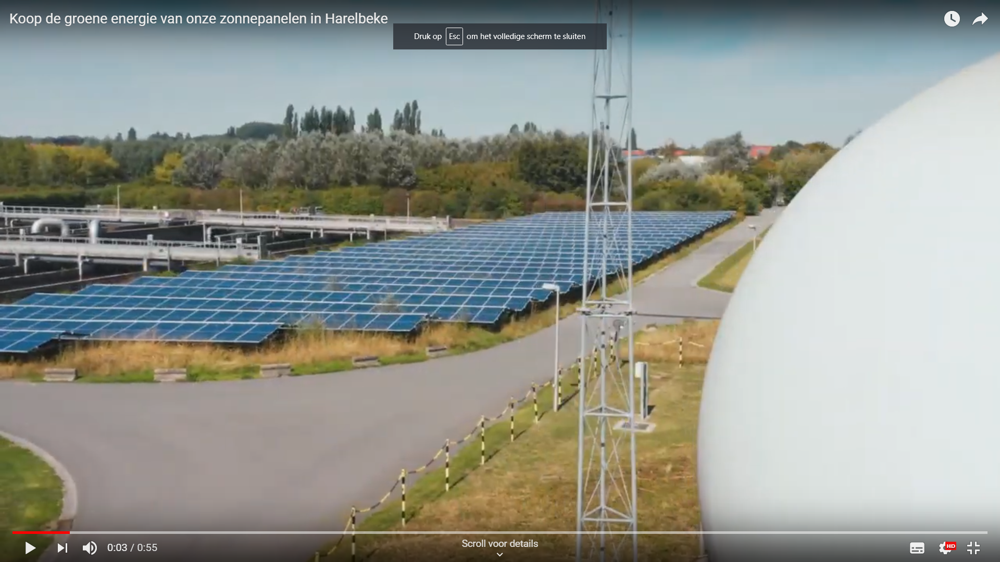 Koop de groene energie van onze zonnepanelen in Harelbeke
Druk op Esc om het volledige scherm te sluiten
Scroll voor details
0:03 / 0:55
HD